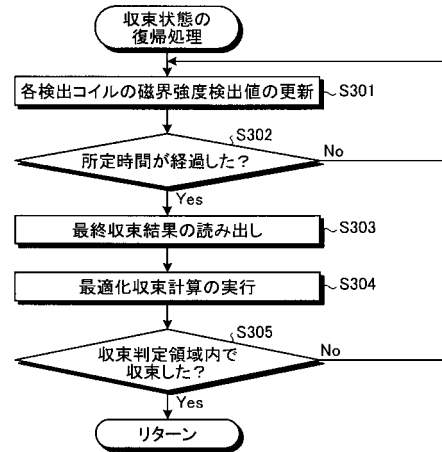 収束状態の
復帰処理
各検出コイルの磁界強度検出値の更新
S301
S302
所定時間が経過した?
No
Yes
最終収束結果の読み出し
S303
最適化収束計算の実行
S304
S305
収束判定領域内で
収束した?
No
Yes
リターン